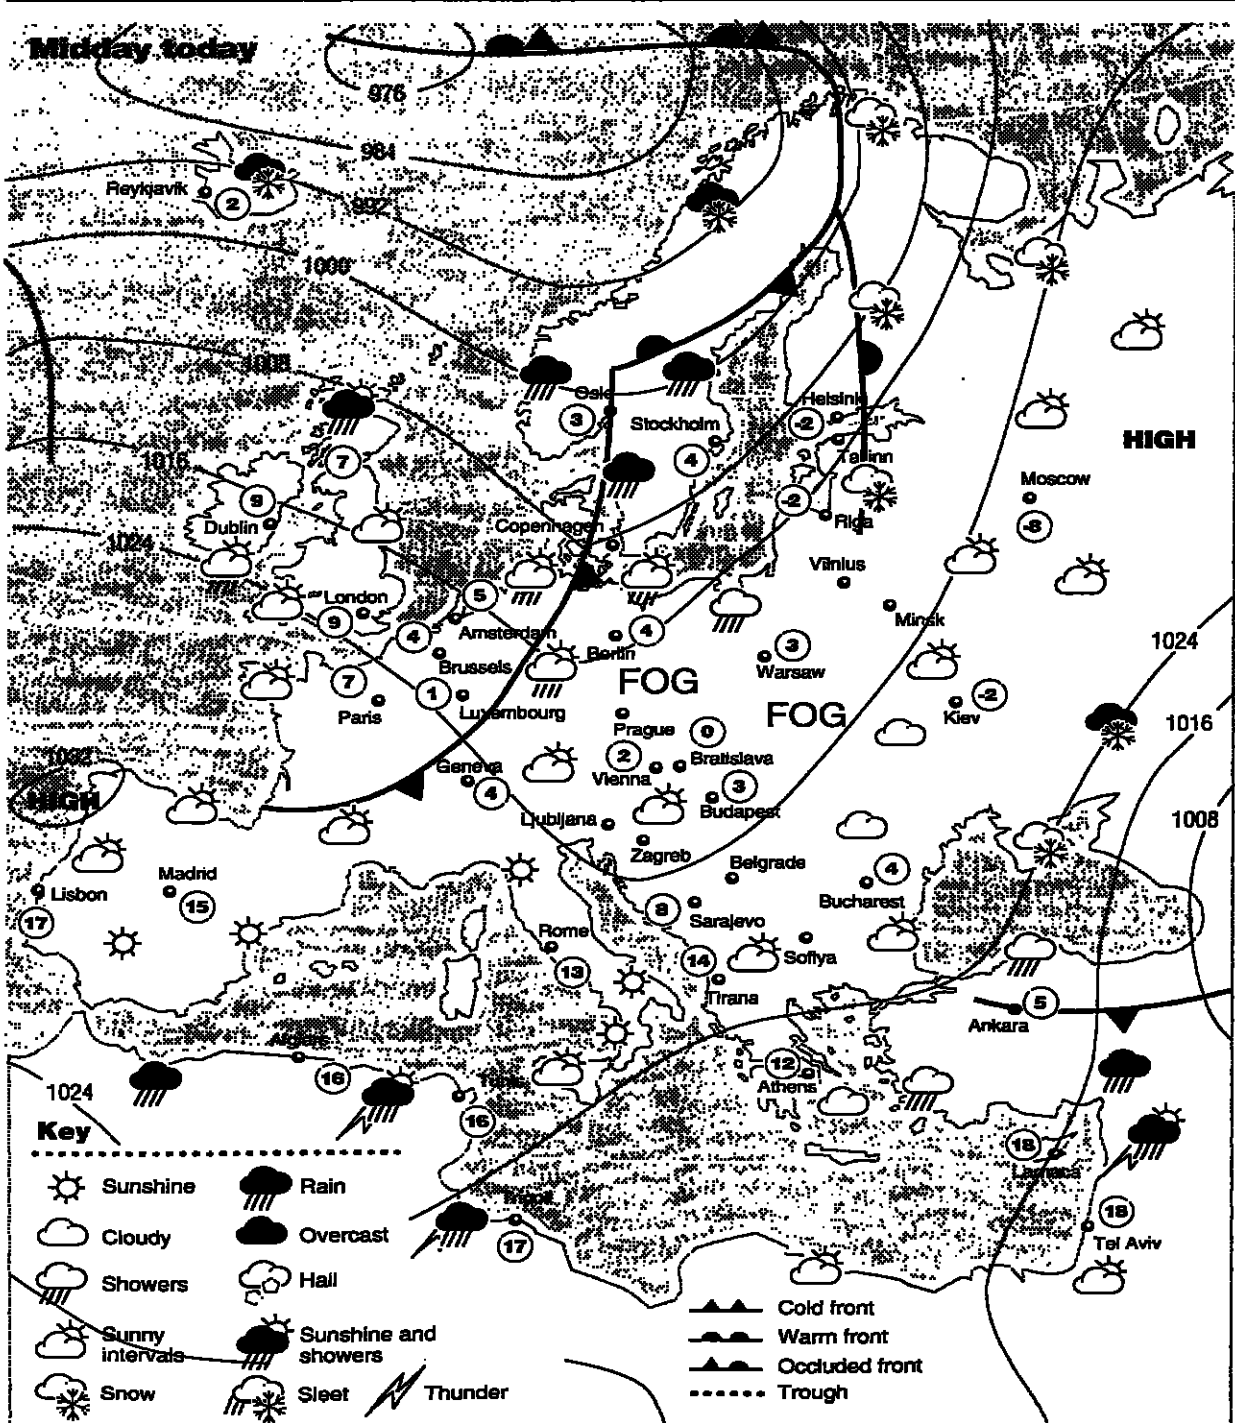 Midday today
976
984
Reykjavik
2
992
1000
1008
Oslo
3
Stockholm
4
Helsinki
-2
Tallinn
HIGH
1016
7
9
Dublin
Moscow
-8
-2
Riga
Copenhagen
1024
Vilnius
London
9
5
Amsterdam
4
Brussels
Berlin
4
Minsk
Warsaw
3
1024
7
Paris
1
Luxembourg
FOG
FOG
Kiev
-2
Prague
0
1016
1032
HIGH
Geneva
4
2
Vienna
Bratislava
3
Budapest
1008
Ljubljana
Zagreb
Belgrade
Lisbon
17
Madrid
15
4
Bucharest
8
Sarajevo
Rome
13
14
Tirana
Sofiya
5
Ankara
Algiers
16
Tunis
16
12
Athens
1024
18
Larnaca
Tripoli
17
18
Tel Aviv
Key
Sunshine
Rain
Cloudy
Overcast
Showers
Hail
Sunny
intervals
Sunshine and
showers
Snow
Sleet
Thunder
Cold front
Warm front
Occluded front
Trough